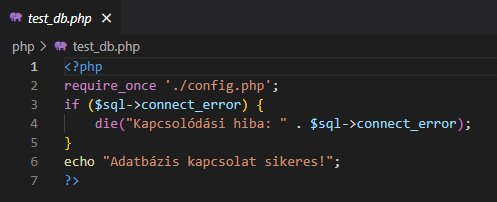 test_db.php ×
php > test_db.php
1 <?php
2 require_once './config.php';
3 if ($sql->connect_error) {
4     die("Kapcsolódási hiba: " . $sql->connect_error);
5 }
6 echo "Adatbázis kapcsolat sikeres!";
7 ?>